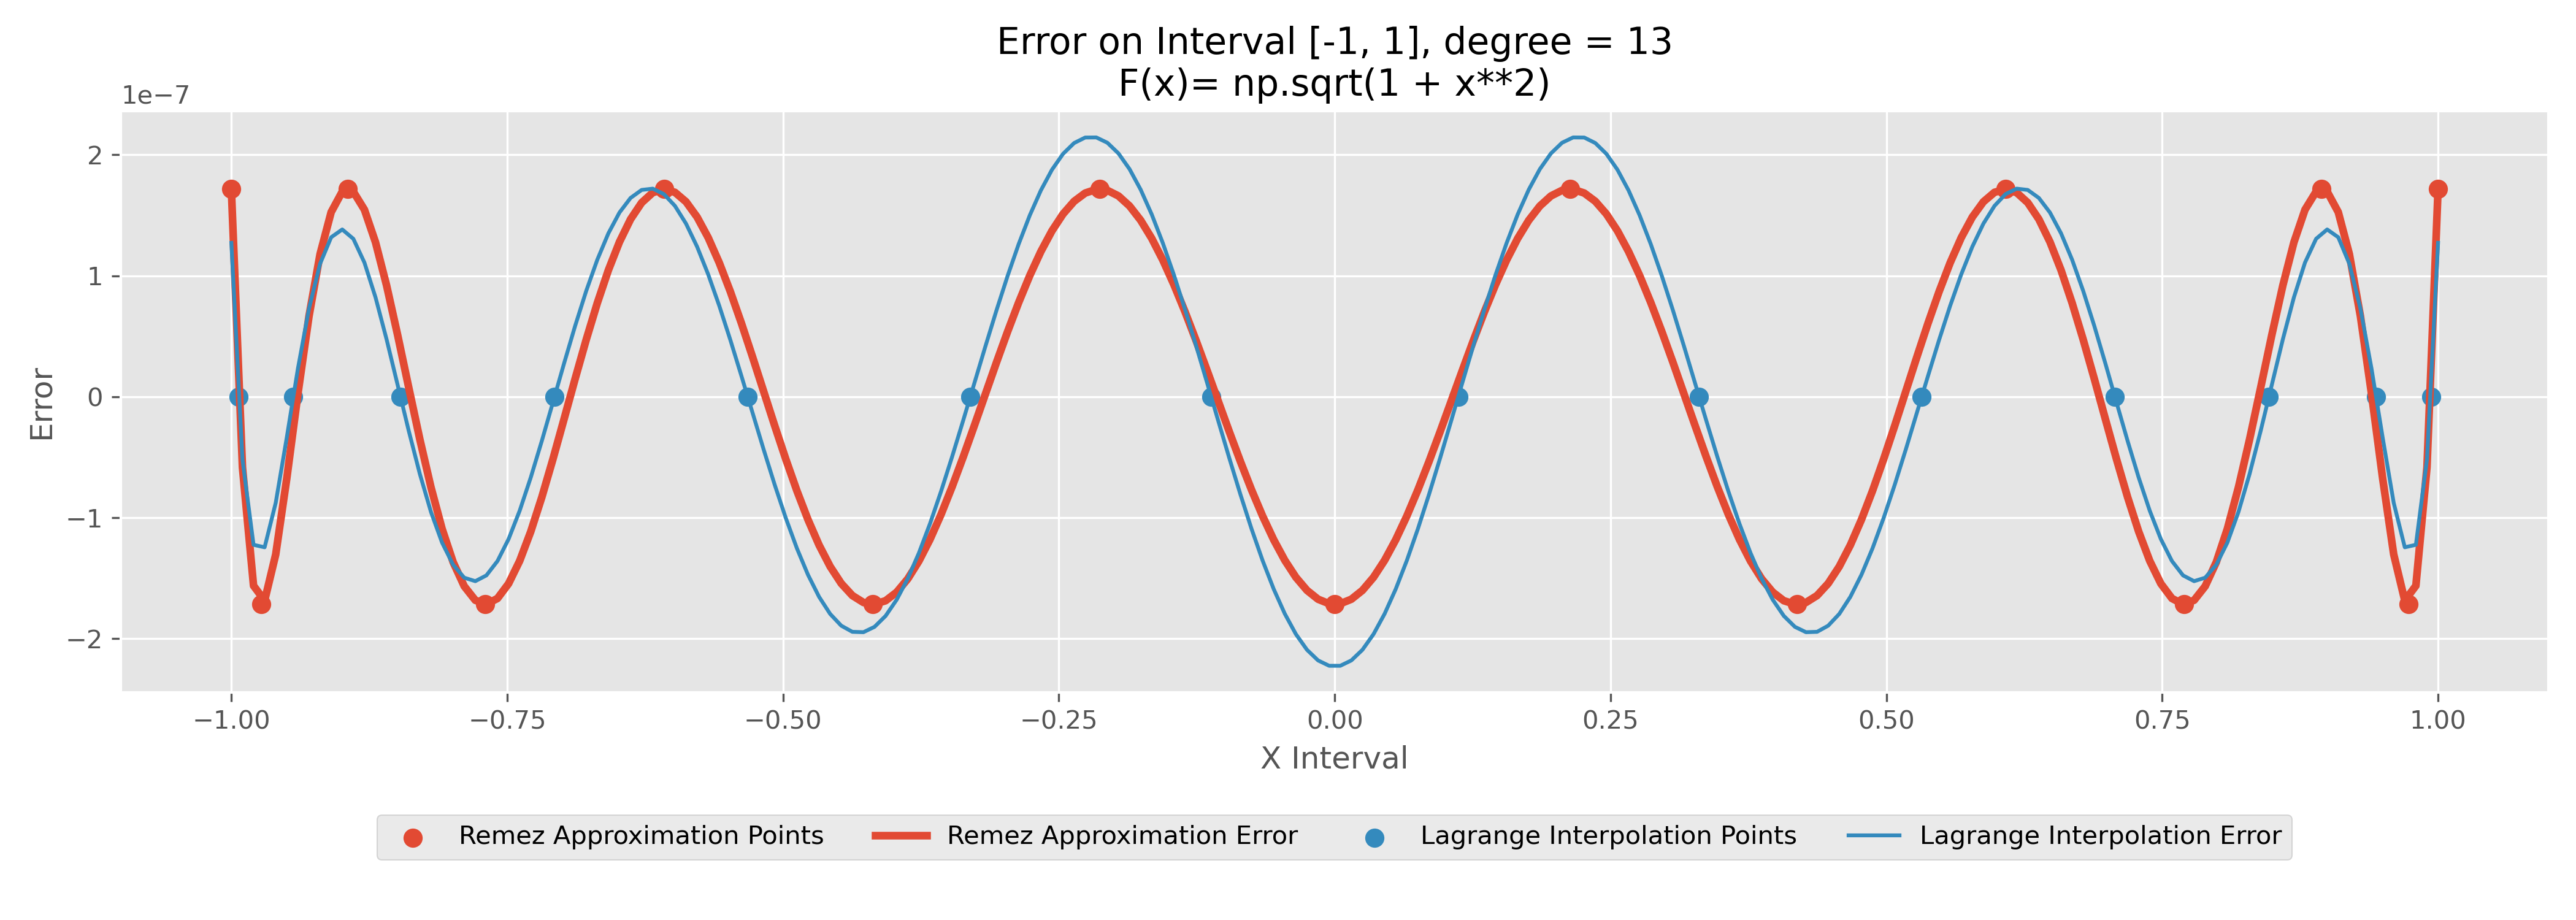 Error on Interval [-1, 1], degree = 13
F(x)= np.sqrt(1 + x**2)
1e−7
2
1
0
−1
−2
Error
−1.00 −0.75 −0.50 −0.25 0.00 0.25 0.50 0.75 1.00
X Interval
Remez Approximation Points Remez Approximation Error Lagrange Interpolation Points Lagrange Interpolation Error